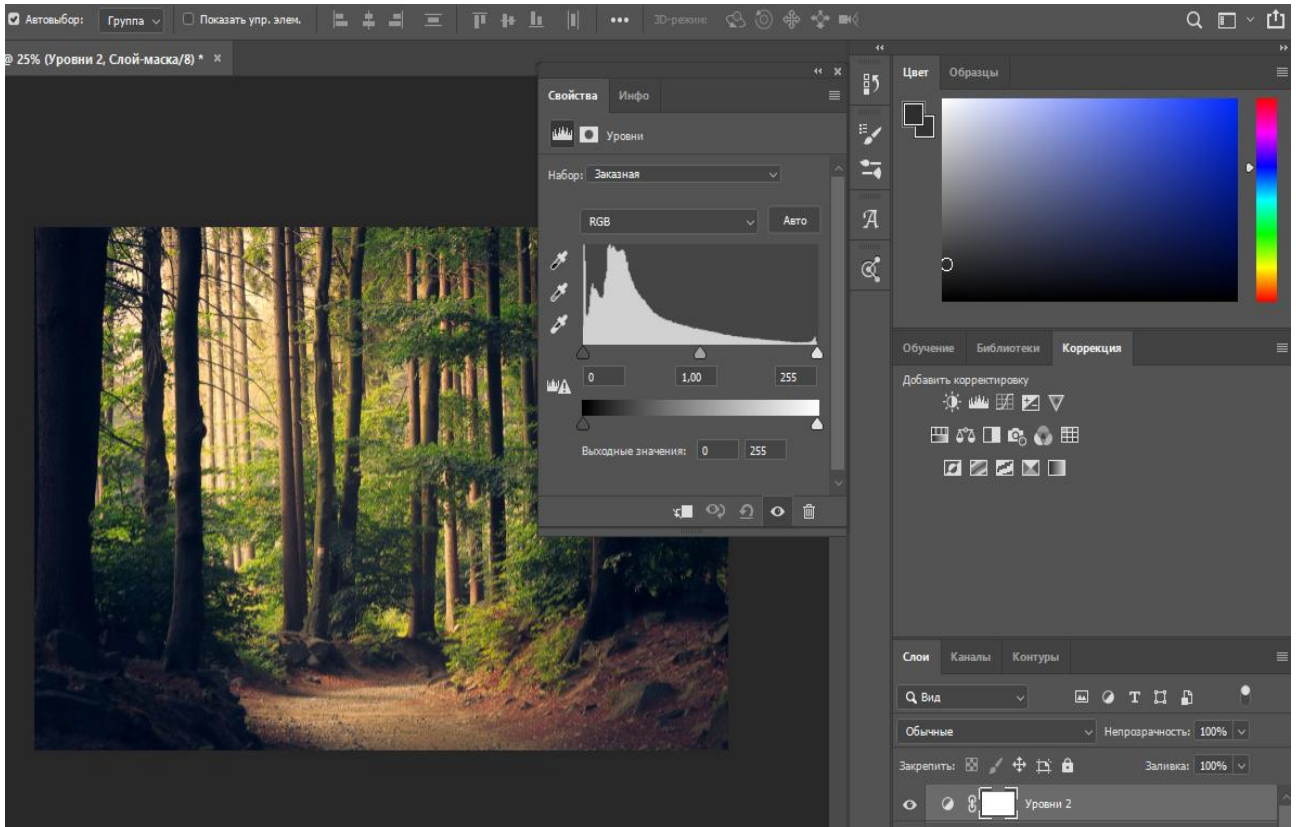 Автовыбор: Группа Показать упр. элем. 3D-режим:
@ 25% (Уровни 2, Слой-маска/8) * ×
Свойства Инфо
Уровни
Набор: Заказная
RGB Авто
0 1,00 255
Выходные значения: 0 255
Цвет Образцы
Обучение Библиотеки Коррекция
Добавить корректировку
Слои Каналы Контуры
Вид
Обычные Непрозрачность: 100%
Закрепить: Заливка: 100%
Уровни 2